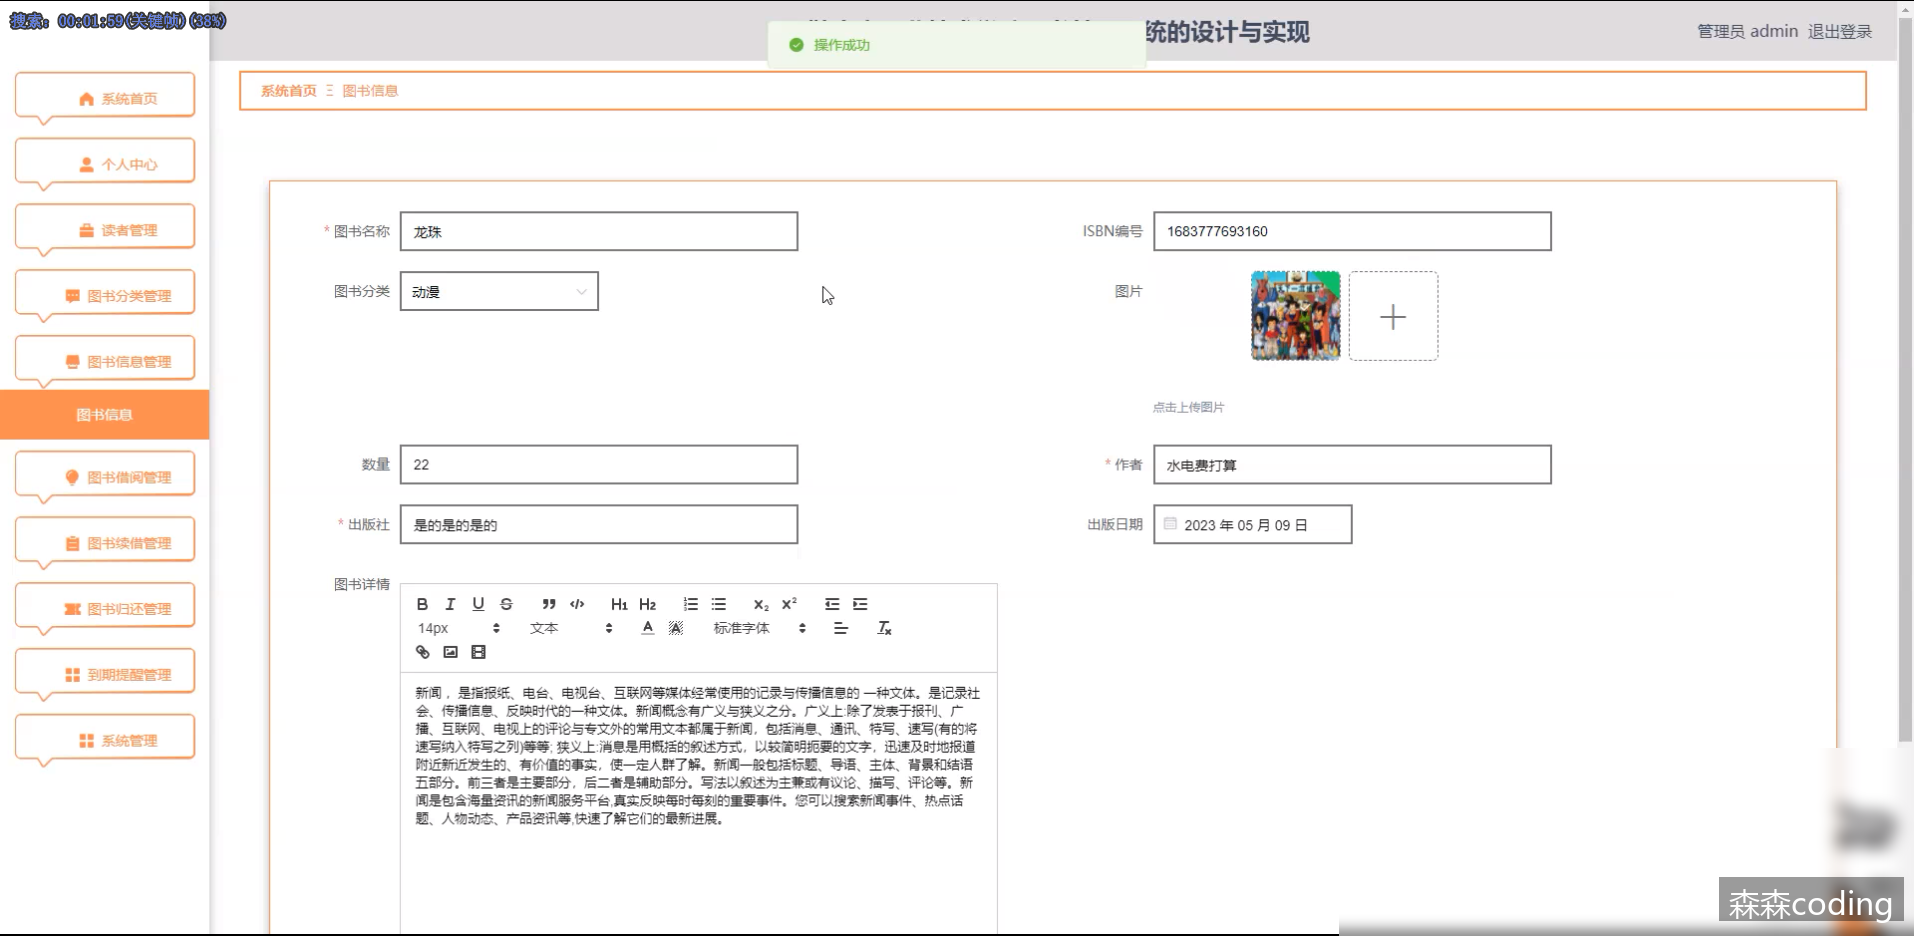 搜索: 00:01:59(关键帧)(38%)
统的设计与实现
操作成功
管理员 admin 退出登录
系统首页
个人中心
读者管理
图书分类管理
图书信息管理
图书信息
图书借阅管理
图书续借管理
图书归还管理
到期提醒管理
系统管理
系统首页 Ξ 图书信息
* 图书名称 龙珠
ISBN编号 1683777693160
图书分类 动漫
图片
点击上传图片
数量 22
* 作者 水电费打算
* 出版社 是的是的是的
出版日期 2023 年 05 月 09 日
图书详情
B I U S ” </> H1 H2 x₂ x²
14px 文本 A A 标准字体
新闻 ，是指报纸、电台、电视台、互联网等媒体经常使用的记录与传播信息的 一种文体。是记录社
会、传播信息、反映时代的一种文体。新闻概念有广义与狭义之分。广义上:除了发表于报刊、广
播、互联网、电视上的评论与专文外的常用文本都属于新闻，包括消息、通讯、特写、速写(有的将
速写纳入特写之列)等等; 狭义上:消息是用概括的叙述方式，以较简明扼要的文字，迅速及时地报道
附近新近发生的、有价值的事实，使一定人群了解。新闻一般包括标题、导语、主体、背景和结语
五部分。前三者是主要部分，后二者是辅助部分。写法以叙述为主兼或有议论、描写、评论等。新
闻是包含海量资讯的新闻服务平台,真实反映每时每刻的重要事件。您可以搜索新闻事件、热点话
题、人物动态、产品资讯等,快速了解它们的最新进展。
森森coding